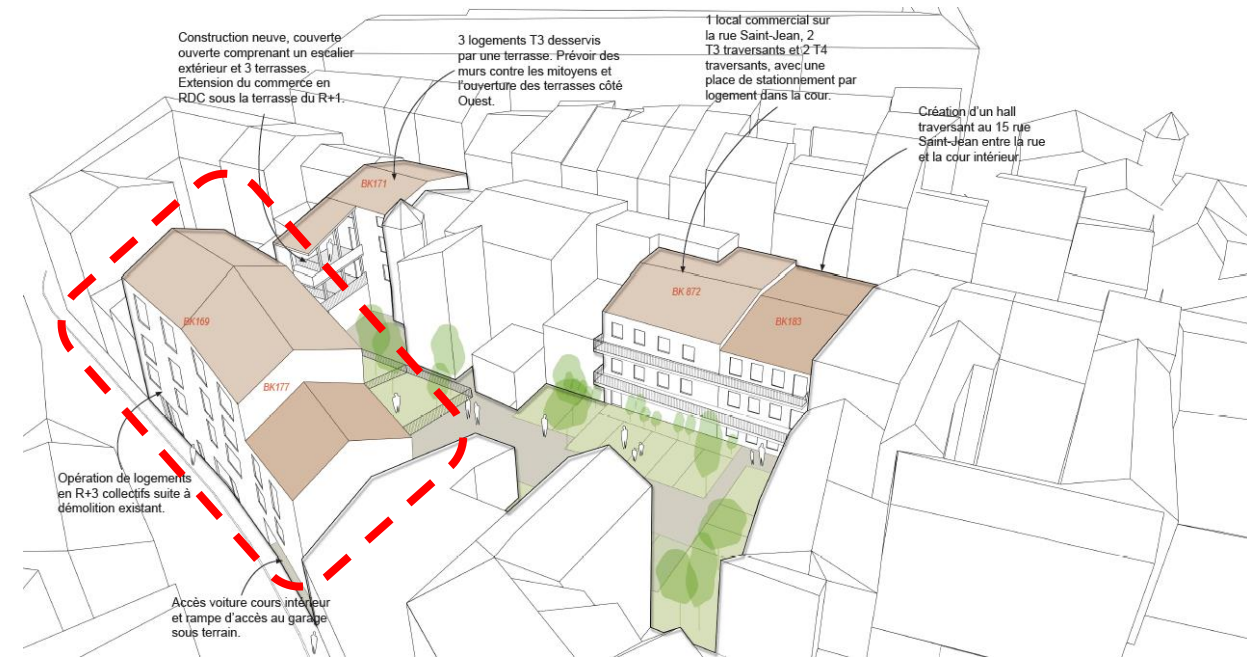 Construction neuve, couverte
ouverte comprenant un escalier
extérieur et 3 terrasses.
Extension du commerce en
RDC sous la terrasse du R+1.
3 logements T3 desservis
par une terrasse. Prévoir des
murs contre les mitoyens et
l'ouverture des terrasses côté
Ouest.
1 local commercial sur
la rue Saint-Jean, 2
T3 traversants et 2 T4
traversants, avec une
place de stationnement par
logement dans la cour.
Création d'un hall
traversant au 15 rue
Saint-Jean entre la rue
et la cour intérieur.
BK171
BK169
BK177
BK 872
BK183
Opération de logements
en R+3 collectifs suite à
démolition existant.
Accès voiture cours intérieur
et rampe d'accès au garage
sous terrain.